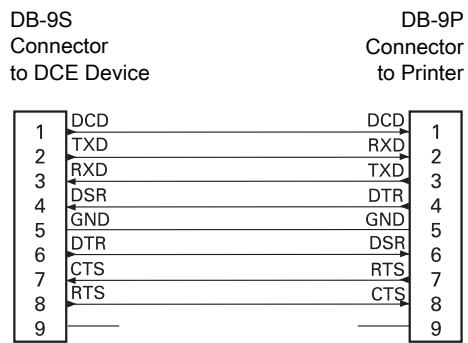 DB-9S DB-9P
Connector Connector
to DCE Device to Printer
DCD DCD
1 1
TXD RXD
2 2
RXD TXD
3 3
DSR DTR
4 4
GND GND
5 5
DTR DSR
6 6
CTS RTS
7 7
RTS CTS
8 8
9 9